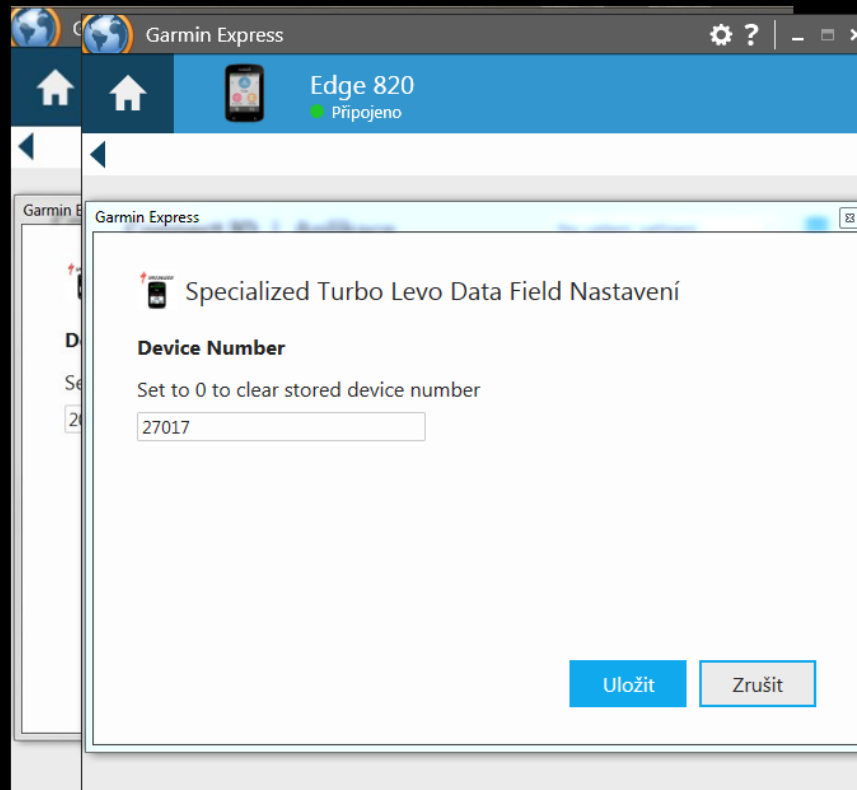 Garmin Express
Edge 820
Připojeno
Garmin E
Garmin Express
Specialized Turbo Levo Data Field Nastavení
Device Number
Set to 0 to clear stored device number
27017
Uložit
Zrušit